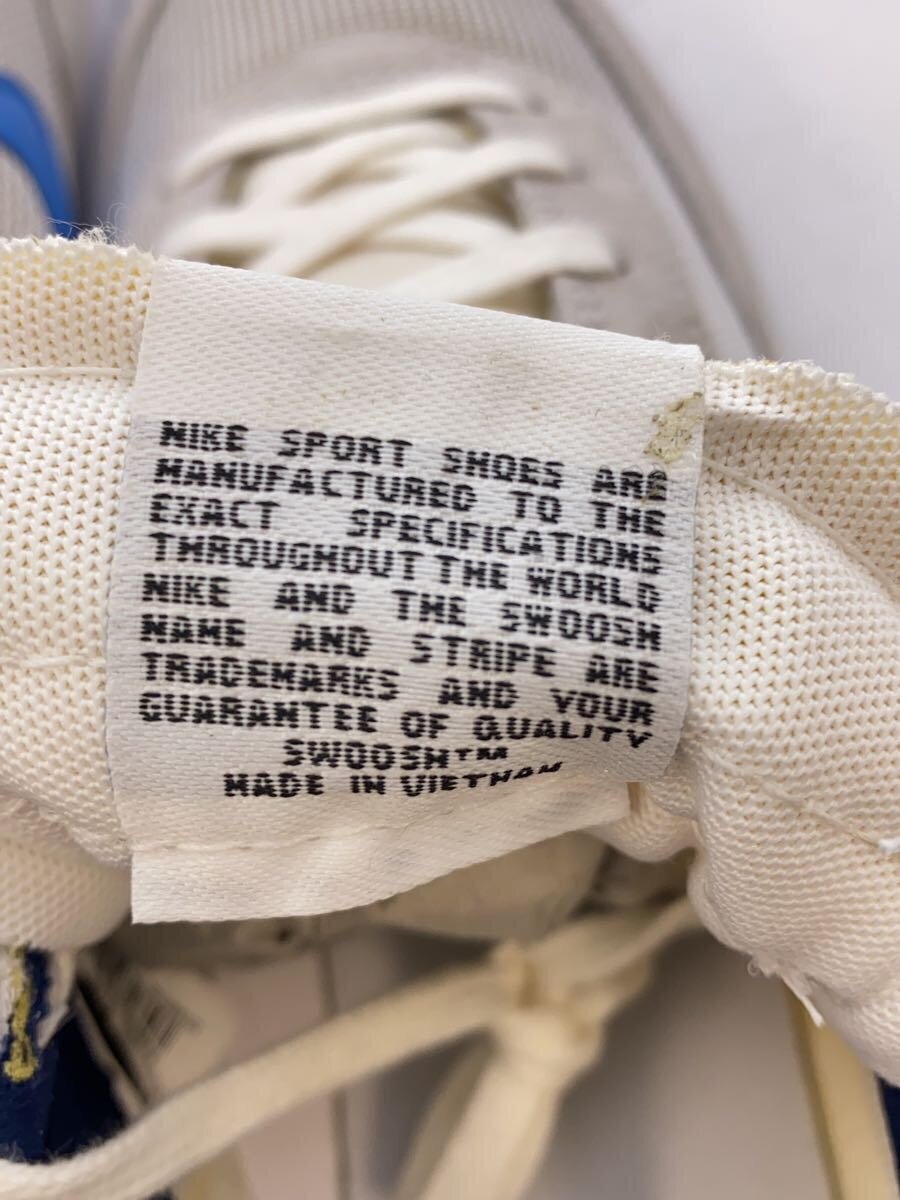 NIKE SPORT SHOES ARE
MANUFACTURED TO THE
EXACT SPECIFICATIONS
THROUGHOUT THE WORLD
NIKE AND THE SWOOSH
NAME AND STRIPE ARE
TRADEMARKS AND YOUR
GUARANTEE OF QUALITY
SWOOSH™
MADE IN VIETNAM